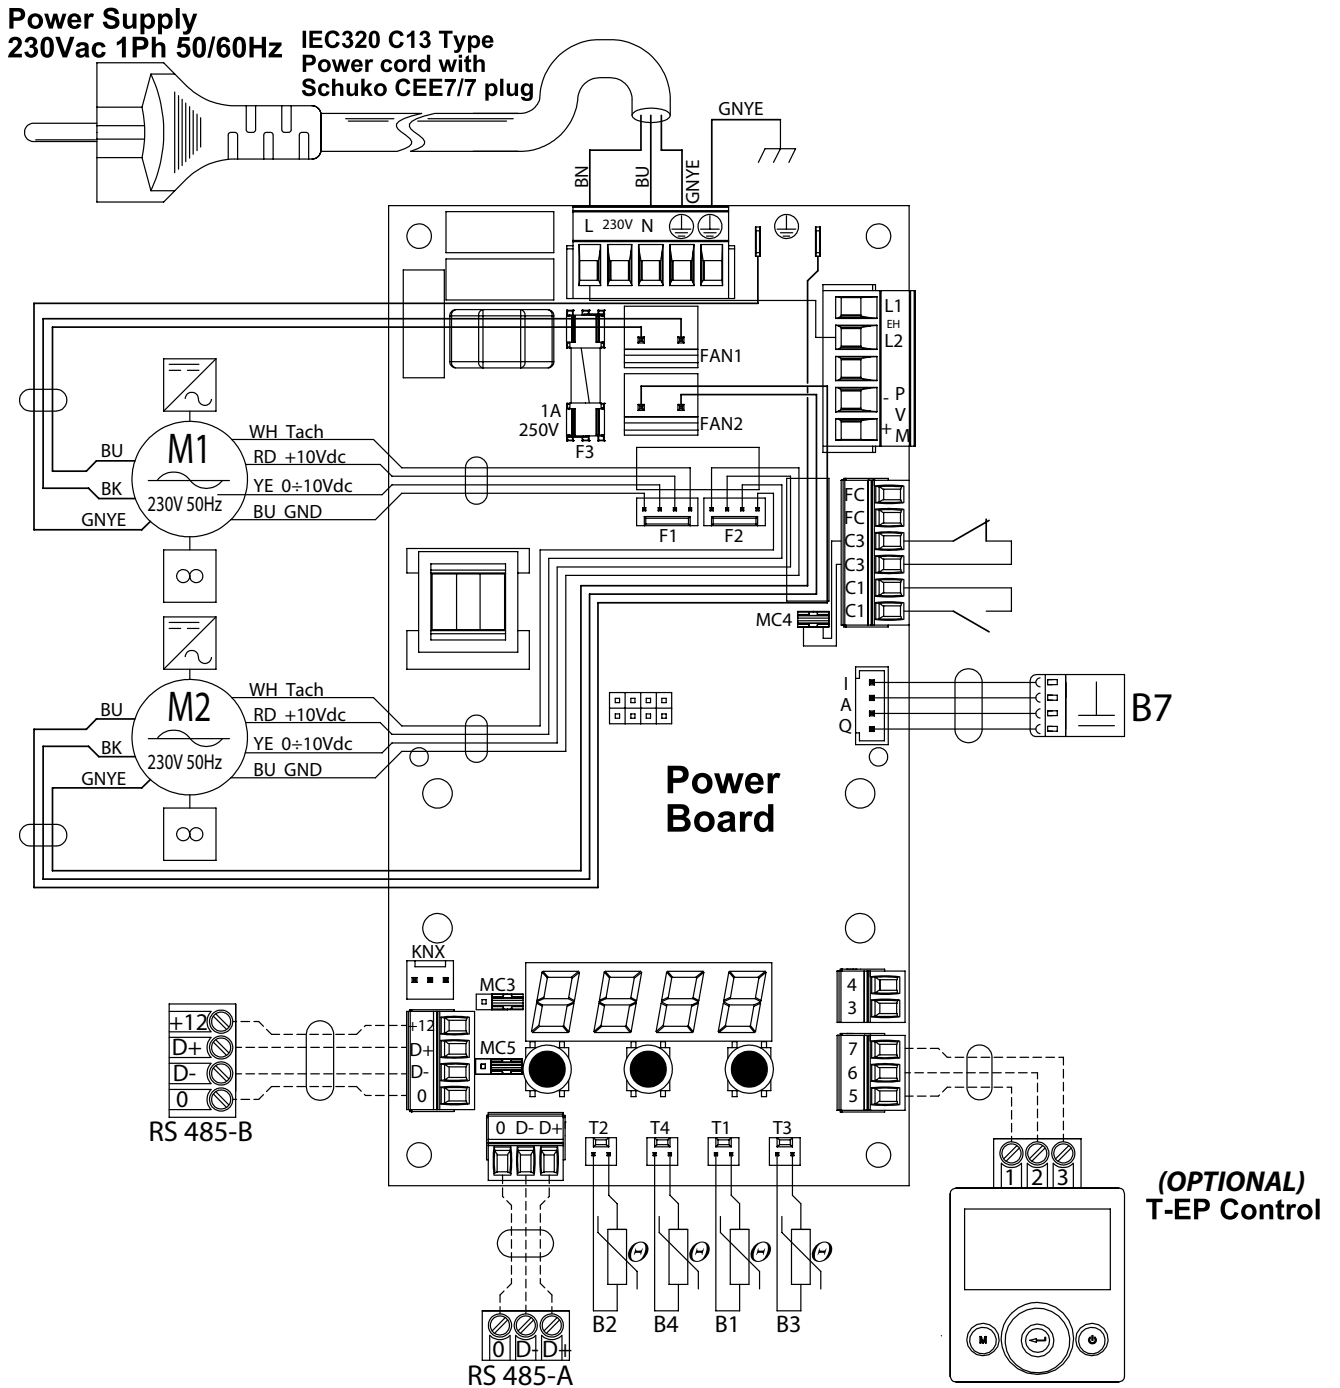 Power Supply
230Vac 1Ph 50/60Hz
IEC320 C13 Type
Power cord with
Schuko CEE7/7 plug
GNYE
BN
BU
GNYE
L 230V N
L1
EH
L2
- P
V
+ M
FAN1
FAN2
1A
250V
F3
M1
230V 50Hz
BU
BK
GNYE
WH Tach
RD +10Vdc
YE 0÷10Vdc
BU GND
F1
F2
FC
FC
C3
C3
C1
C1
MC4
M2
230V 50Hz
BU
BK
GNYE
WH Tach
RD +10Vdc
YE 0÷10Vdc
BU GND
I
A
Q
B7
Power
Board
KNX
MC3
MC5
+12
D+
D-
0
+12
D+
D-
0
RS 485-B
4
3
7
6
5
0 D- D+
T2
T4
T1
T3
Θ
Θ
Θ
Θ
B2
B4
B1
B3
0 D- D+
RS 485-A
1 2 3
M
(OPTIONAL)
T-EP Control